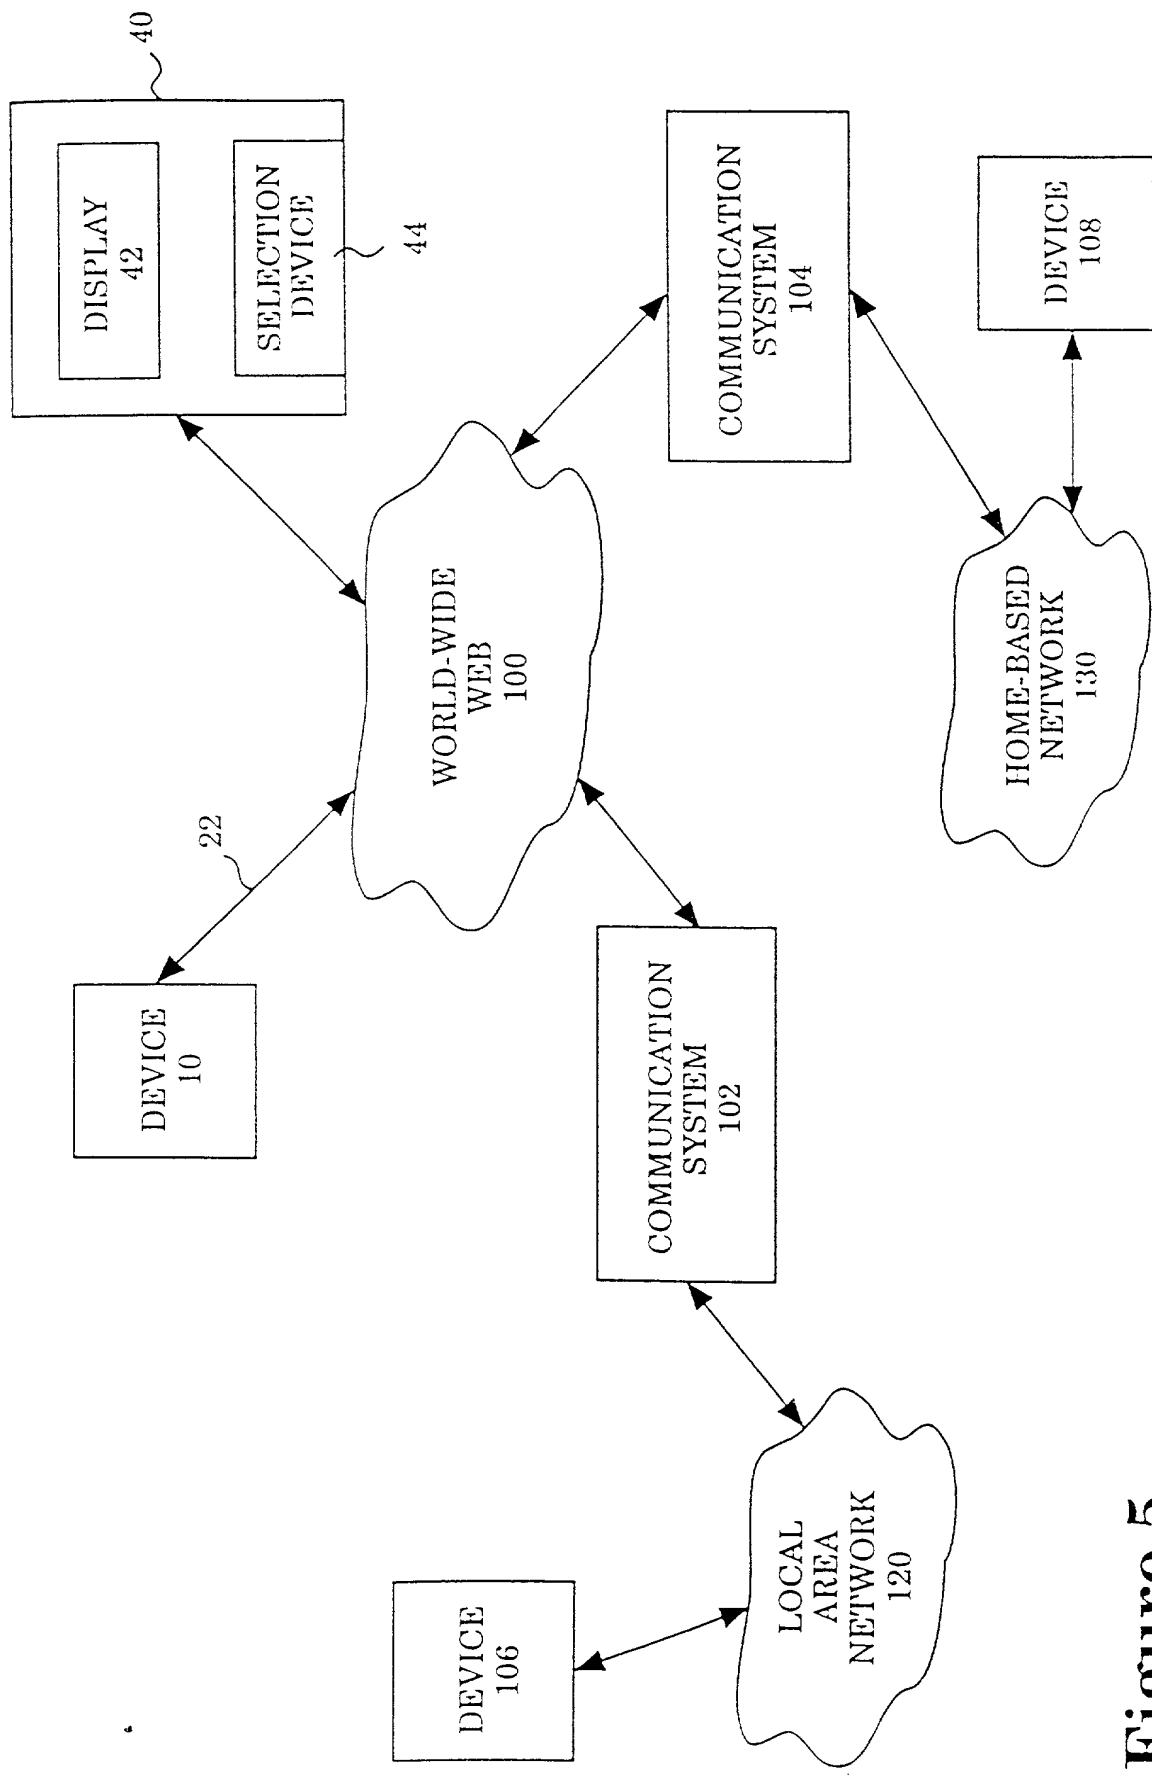 DEVICE
10
22
40
DISPLAY
42
SELECTION
DEVICE
44
WORLD-WIDE
WEB
100
DEVICE
106
COMMUNICATION
SYSTEM
102
COMMUNICATION
SYSTEM
104
LOCAL
AREA
NETWORK
120
HOME-BASED
NETWORK
130
DEVICE
108
Figure 5